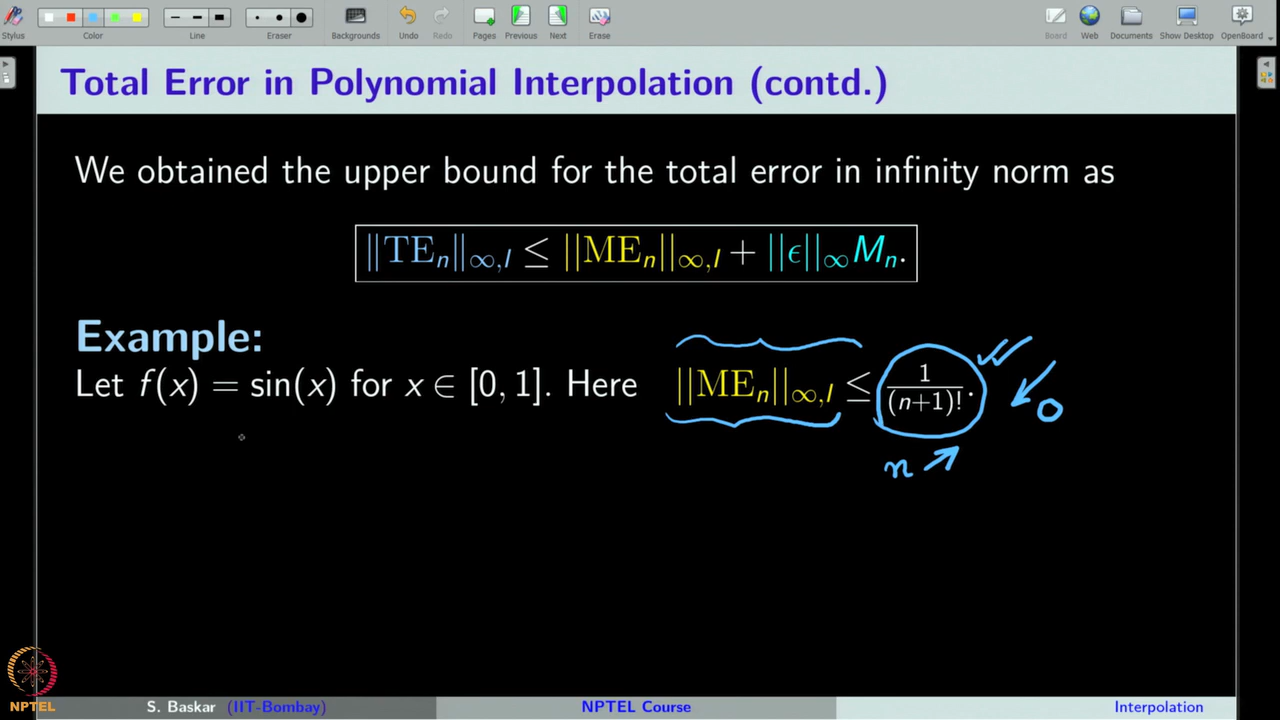 Stylus Color Line Eraser Backgrounds Undo Redo Pages Previous Next Erase Board Web Documents Show Desktop OpenBoard
Total Error in Polynomial Interpolation (contd.)
We obtained the upper bound for the total error in infinity norm as
||TEₙ||∞,I ≤ ||MEₙ||∞,I + ||ϵ||∞Mₙ.
Example:
Let f(x) = sin(x) for x ∈ [0, 1]. Here ||MEₙ||∞,I ≤ 1/(n+1)!.
0
n ↗
NPTEL
S. Baskar (IIT-Bombay) NPTEL Course Interpolation